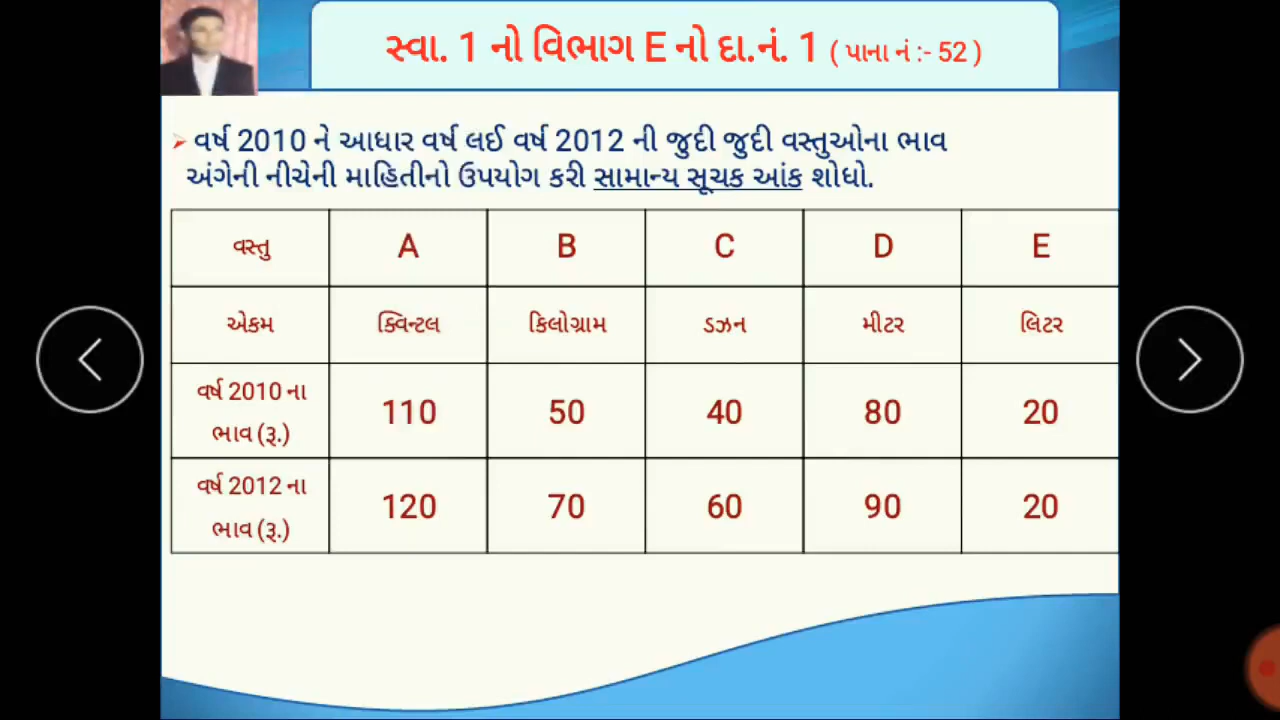 સ્વા. 1 નો વિભાગ E નો દા.નં. 1 ( પાના નં :- 52 )
વર્ષ 2010 ને આધાર વર્ષ લઈ વર્ષ 2012 ની જુદી જુદી વસ્તુઓના ભાવ
અંગેની નીચેની માહિતીનો ઉપયોગ કરી સામાન્ય સૂચક આંક શોધો.
વસ્તુ A B C D E
એકમ ક્વિન્ટલ કિલોગ્રામ ડઝન મીટર લિટર
વર્ષ 2010 ના
ભાવ (રૂ.) 110 50 40 80 20
વર્ષ 2012 ના
ભાવ (રૂ.) 120 70 60 90 20